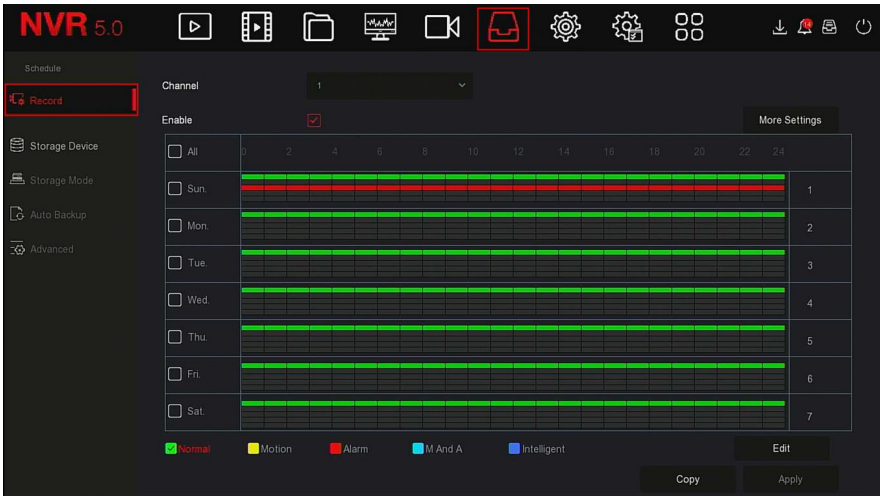 NVR 5.0
Schedule
Record
Storage Device
Storage Mode
Auto Backup
Advanced
Channel 1
Enable
More Settings
All 0 2 4 6 8 10 12 14 16 18 20 22 24
Sun. 1
Mon. 2
Tue. 3
Wed. 4
Thu. 5
Fri. 6
Sat. 7
Normal Motion Alarm M And A Intelligent
Edit
Copy Apply